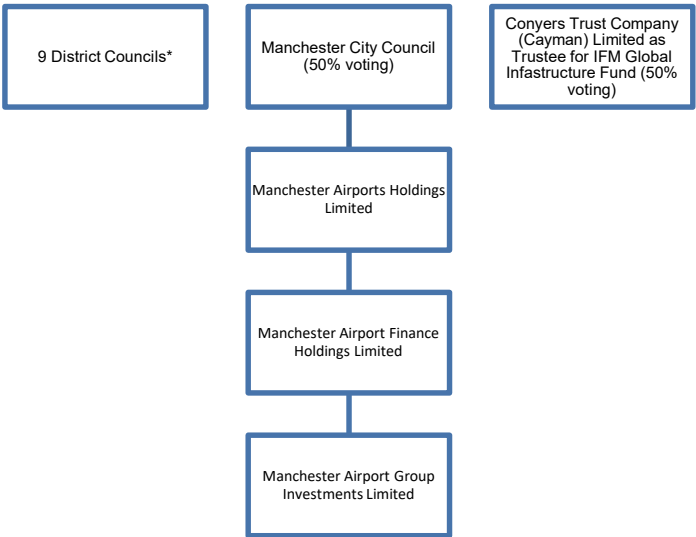 9 District Councils*
Manchester City Council
(50% voting)
Conyers Trust Company
(Cayman) Limited as
Trustee for IFM Global
Infastructure Fund (50%
voting)
Manchester Airports Holdings
Limited
Manchester Airport Finance
Holdings Limited
Manchester Airport Group
Investments Limited